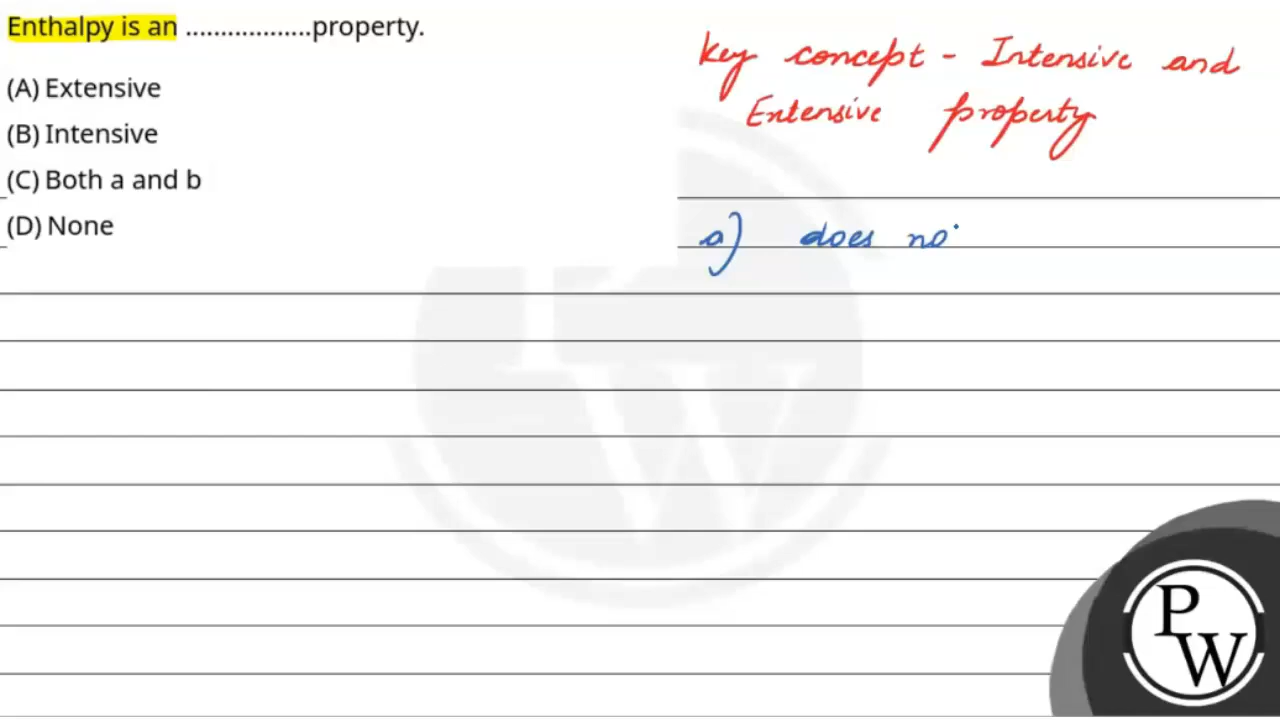 Enthalpy is an ..................property.
(A) Extensive
(B) Intensive
(C) Both a and b
(D) None
Key concept - Intensive and
Extensive property
a) does no
PW